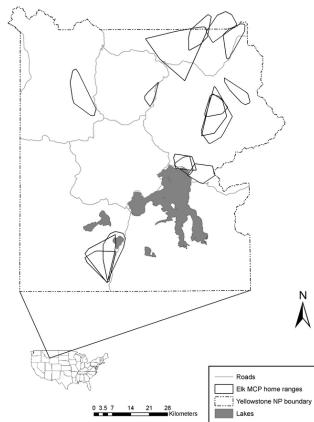 N
Roads
Elk MCP home ranges
Yellowstone NP boundary
Lakes
0 3.5 7 14 21 28
Kilometers